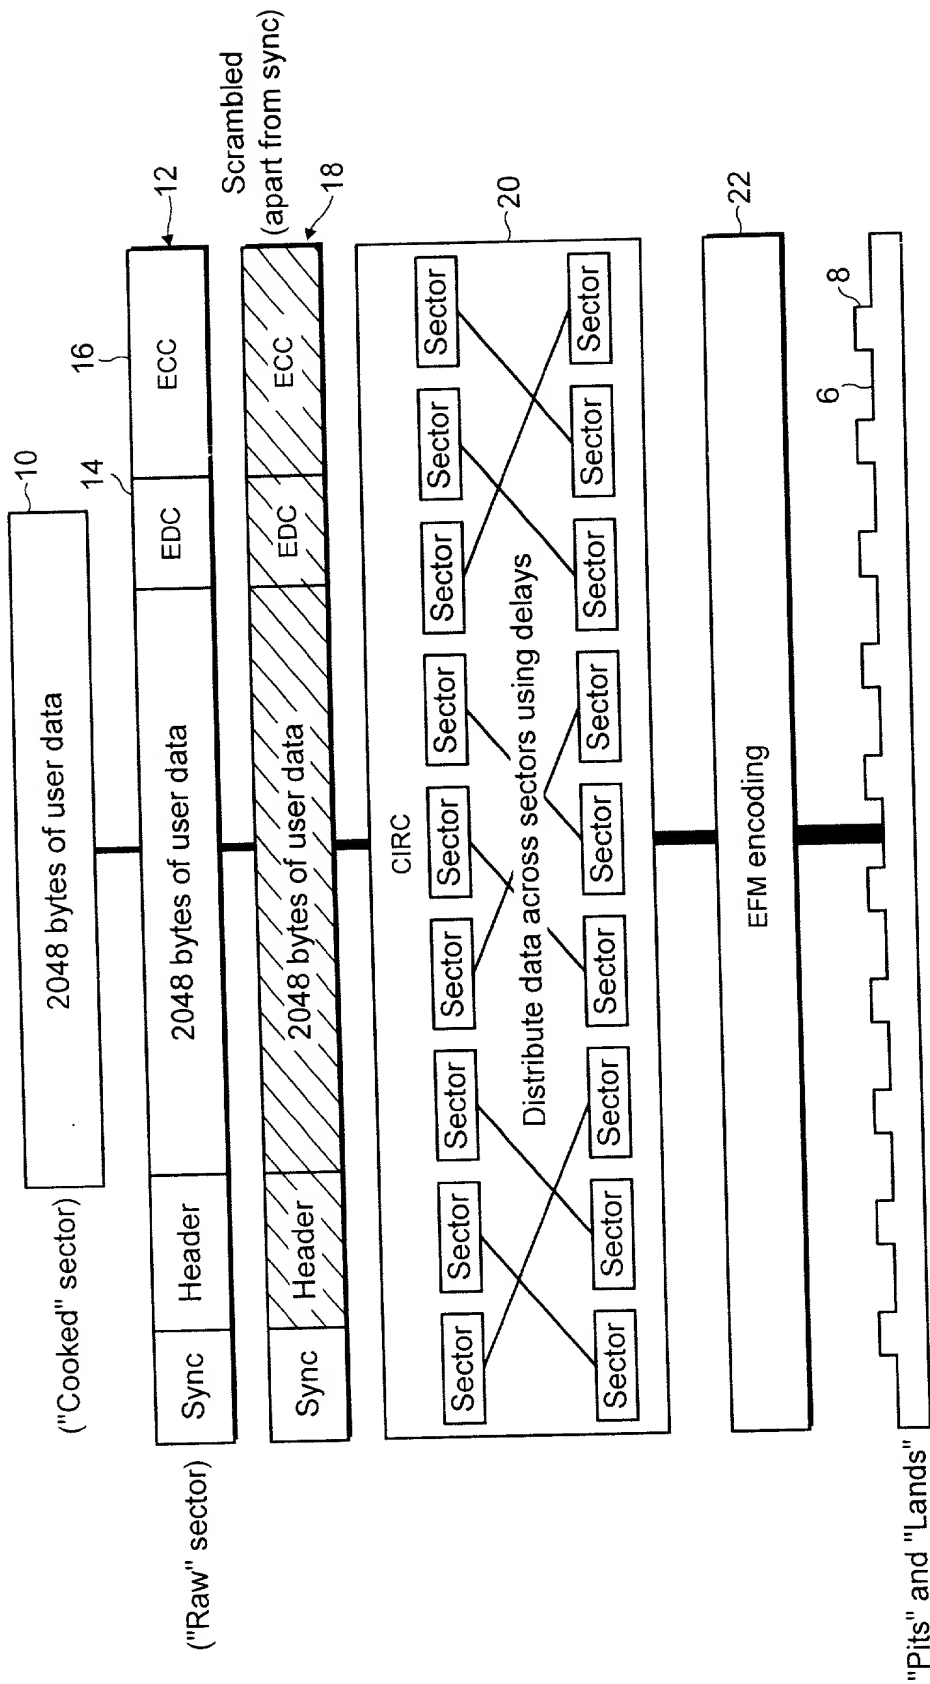 10
2048 bytes of user data
("Cooked" sector)
14
16
12
Sync
Header
2048 bytes of user data
EDC
ECC
("Raw" sector)
Scrambled
(apart from sync)
18
Sync
Header
2048 bytes of user data
EDC
ECC
CIRC
20
Sector
Sector
Sector
Sector
Sector
Sector
Sector
Sector
Sector
Distribute data across sectors using delays
Sector
Sector
Sector
Sector
Sector
Sector
Sector
Sector
Sector
22
EFM encoding
6
8
"Pits" and "Lands"